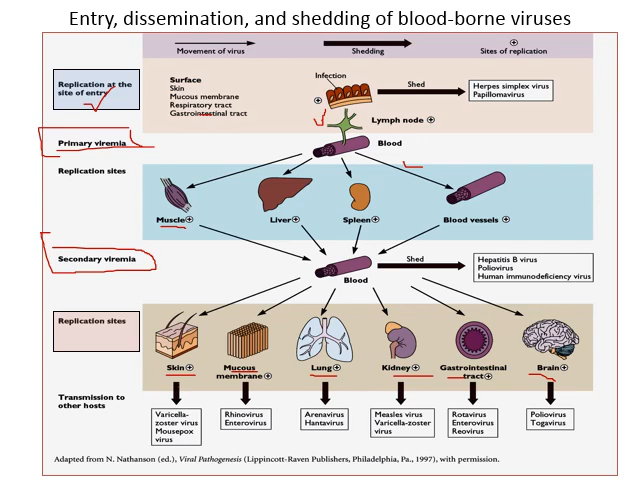 Entry, dissemination, and shedding of blood-borne viruses
Movement of virus
Shedding
Sites of replication
Replication at the
site of entry
Surface
Skin
Mucous membrane
Respiratory tract
Gastrointestinal tract
Infection
Shed
Herpes simplex virus
Papillomavirus
Lymph node
Primary viremia
Blood
Replication sites
Muscle
Liver
Spleen
Blood vessels
Secondary viremia
Blood
Shed
Hepatitis B virus
Poliovirus
Human immunodeficiency virus
Replication sites
Skin
Mucous
membrane
Lung
Kidney
Gastrointestinal
tract
Brain
Transmission to
other hosts
Varicella-
zoster virus
Mousepox
virus
Rhinovirus
Enterovirus
Arenavirus
Hantavirus
Measles virus
Varicella-zoster
virus
Rotavirus
Enterovirus
Reovirus
Poliovirus
Togavirus
Adapted from N. Nathanson (ed.), Viral Pathogenesis (Lippincott-Raven Publishers, Philadelphia, Pa., 1997), with permission.